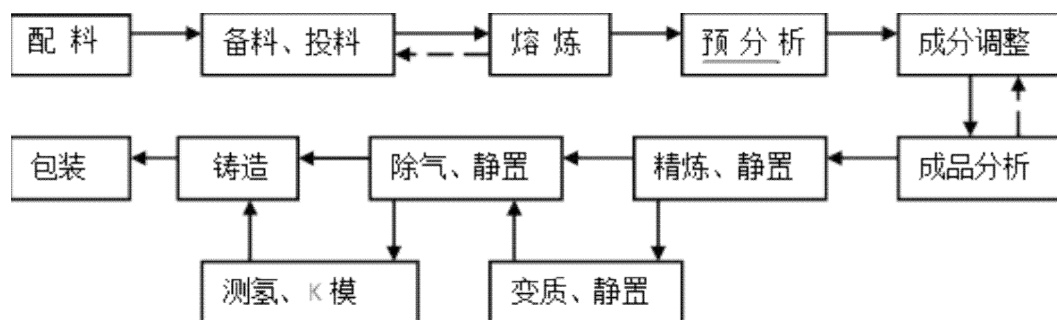 配 料
备料、投料
熔 炼
预 分 析
成分调整
包装
铸造
除气、静置
精炼、静置
成品分析
测氢、K 模
变质、静置